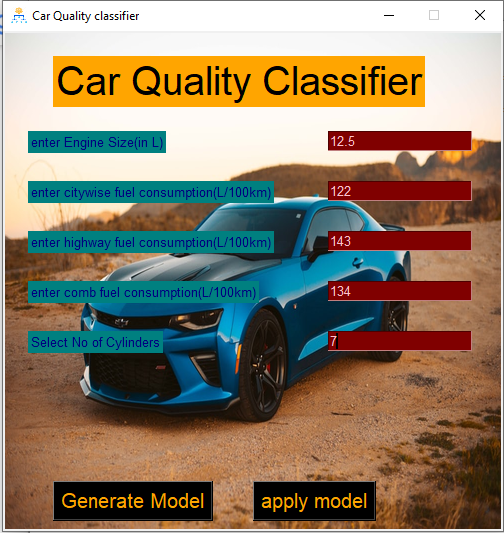 Car Quality classifier
Car Quality Classifier
enter Engine Size(in L)
12.5
enter citywise fuel consumption(L/100km)
122
enter highway fuel consumption(L/100km)
143
enter comb fuel consumption(L/100km)
134
Select No of Cylinders
7
Generate Model
apply model